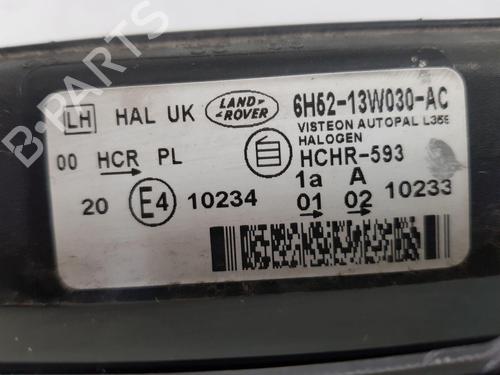 B-PARTS
LH HAL UK LAND ROVER 6H52-13W030-AC
VISTEON AUTOPAL L359
HALOGEN
00 HCR PL HCHR-593
1a A
20 E4 10234 01 02 10233